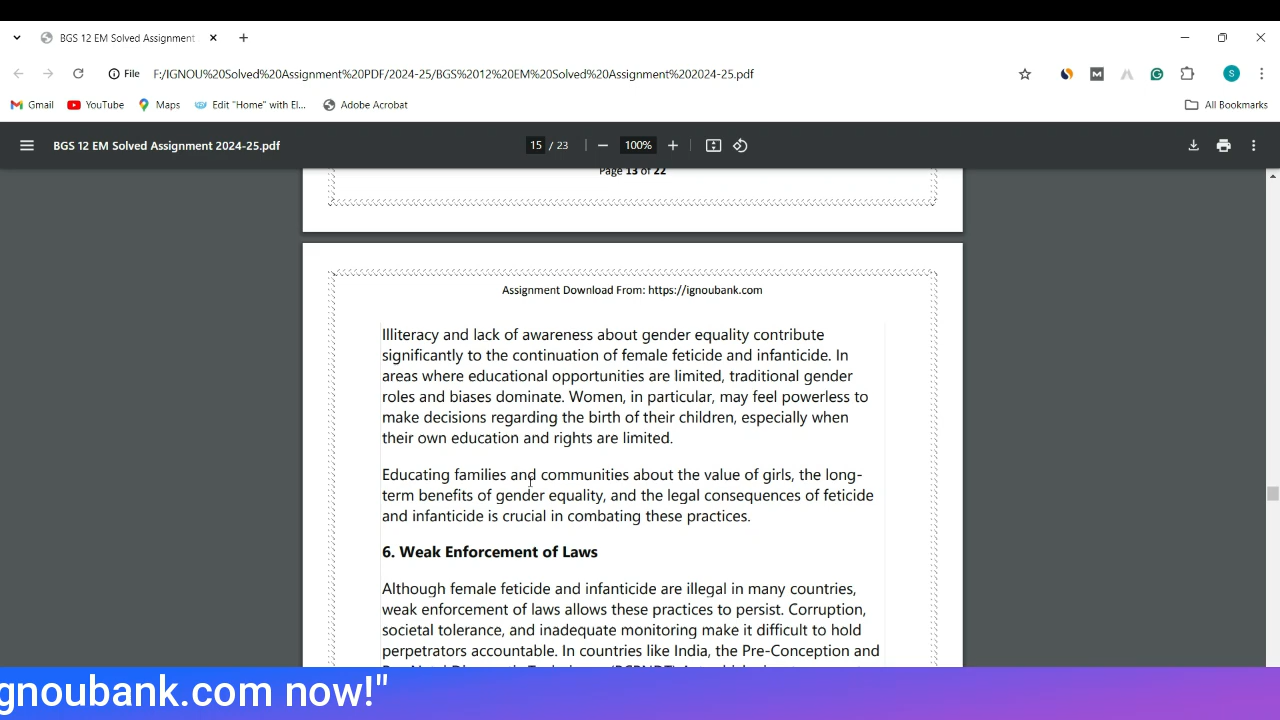 BGS 12 EM Solved Assignment
File F:/IGNOU%20Solved%20Assignment%20PDF/2024-25/BGS%2012%20EM%20Solved%20Assignment%202024-25.pdf
Gmail YouTube Maps Edit "Home" with El... Adobe Acrobat All Bookmarks
BGS 12 EM Solved Assignment 2024-25.pdf 15 / 23 100%
Page 13 of 22
Assignment Download From: https://ignoubank.com
Illiteracy and lack of awareness about gender equality contribute
significantly to the continuation of female feticide and infanticide. In
areas where educational opportunities are limited, traditional gender
roles and biases dominate. Women, in particular, may feel powerless to
make decisions regarding the birth of their children, especially when
their own education and rights are limited.
Educating families and communities about the value of girls, the long-
term benefits of gender equality, and the legal consequences of feticide
and infanticide is crucial in combating these practices.
6. Weak Enforcement of Laws
Although female feticide and infanticide are illegal in many countries,
weak enforcement of laws allows these practices to persist. Corruption,
societal tolerance, and inadequate monitoring make it difficult to hold
perpetrators accountable. In countries like India, the Pre-Conception and
gnoubank.com now!"